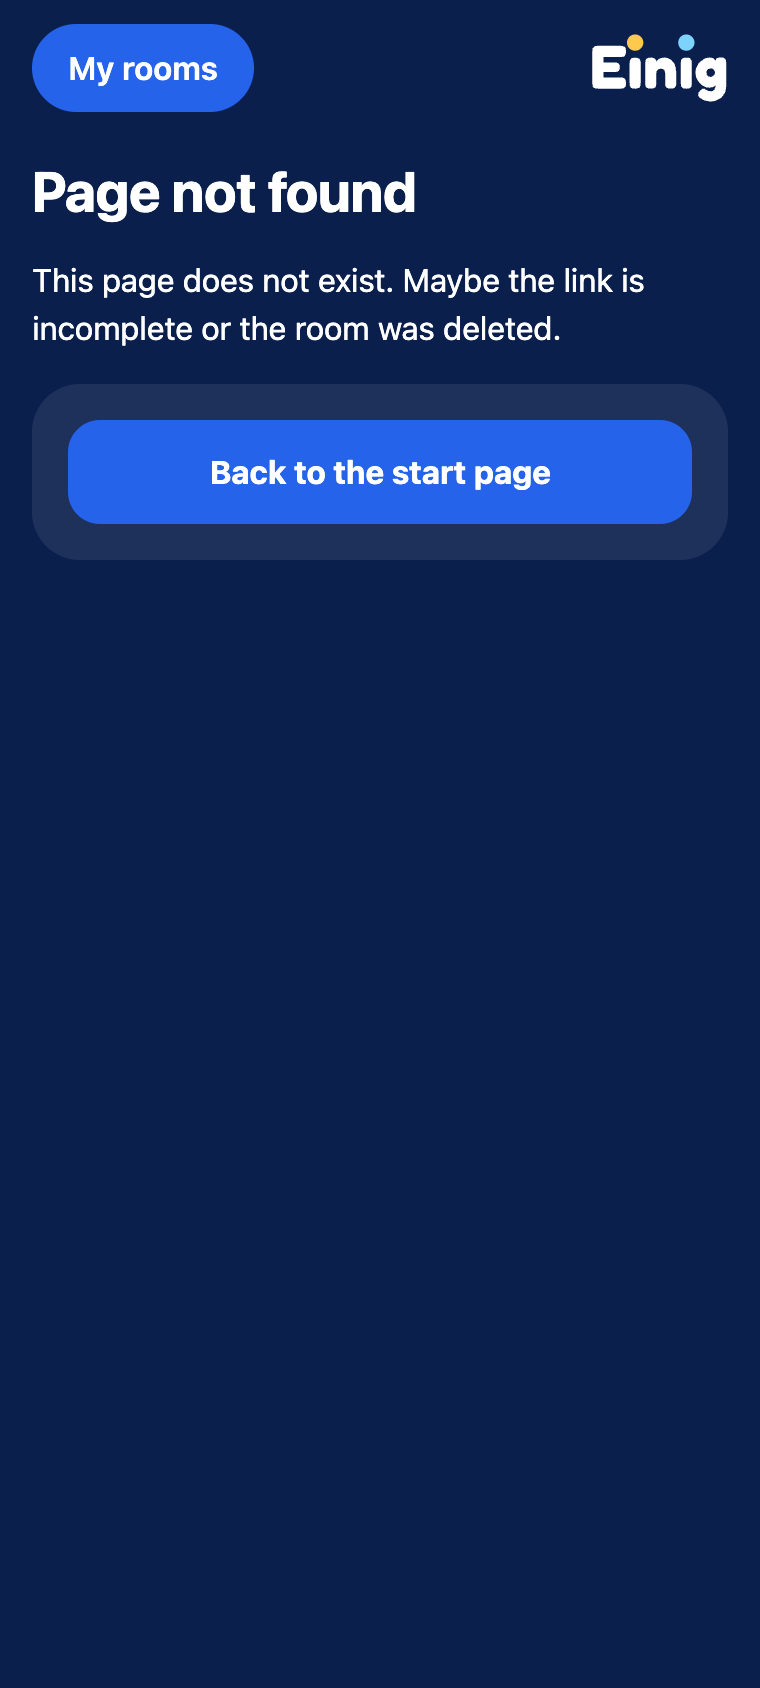 My rooms
Einig
Page not found
This page does not exist. Maybe the link is
incomplete or the room was deleted.
Back to the start page